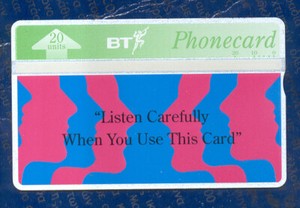 20
units
BT
Phonecard
“Listen Carefully
When You Use This Card”